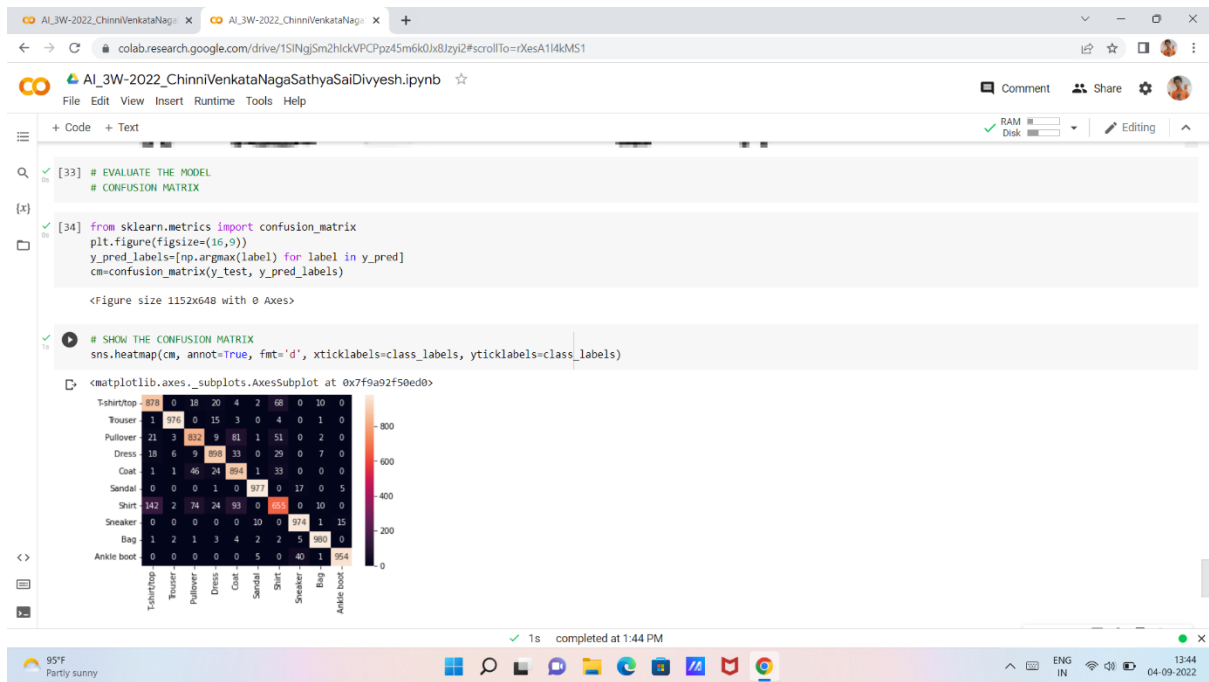 AI_3W-2022_ChinniVenkataNaga
AI_3W-2022_ChinniVenkataNaga
colab.research.google.com/drive/1SINgjSm2hIckVPCPpz45m6k0Jx8Jzyi2#scrollTo=rXesA1l4kMS1
AI_3W-2022_ChinniVenkataNagaSathyaSaiDivyesh.ipynb
Comment Share
File Edit View Insert Runtime Tools Help
+ Code + Text
RAM
Disk
Editing
[33] # EVALUATE THE MODEL
0s
# CONFUSION MATRIX
{x}
[34] from sklearn.metrics import confusion_matrix
0s
plt.figure(figsize=(16,9))
y_pred_labels=[np.argmax(label) for label in y_pred]
cm=confusion_matrix(y_test, y_pred_labels)
<Figure size 1152x648 with 0 Axes>
# SHOW THE CONFUSION MATRIX
1s
sns.heatmap(cm, annot=True, fmt='d', xticklabels=class_labels, yticklabels=class_labels)
<matplotlib.axes._subplots.AxesSubplot at 0x7f9a92f50ed0>
T-shirt/top 878 0 18 20 4 2 68 0 10 0
Trouser 1 976 0 15 3 0 4 0 1 0
800
Pullover 21 3 832 9 81 1 51 0 2 0
Dress 18 6 9 898 33 0 29 0 7 0
600
Coat 1 1 46 24 894 1 33 0 0 0
Sandal 0 0 0 1 0 977 0 17 0 5
400
Shirt 142 2 74 24 93 0 655 0 10 0
Sneaker 0 0 0 0 0 10 0 974 1 15
200
Bag 1 2 1 3 4 2 2 5 980 0
Ankle boot 0 0 0 0 0 5 0 40 1 954
0
T-shirt/top Trouser Pullover Dress Coat Sandal Shirt Sneaker Bag Ankle boot
1s completed at 1:44 PM
95°F
Partly sunny
ENG
IN
13:44
04-09-2022